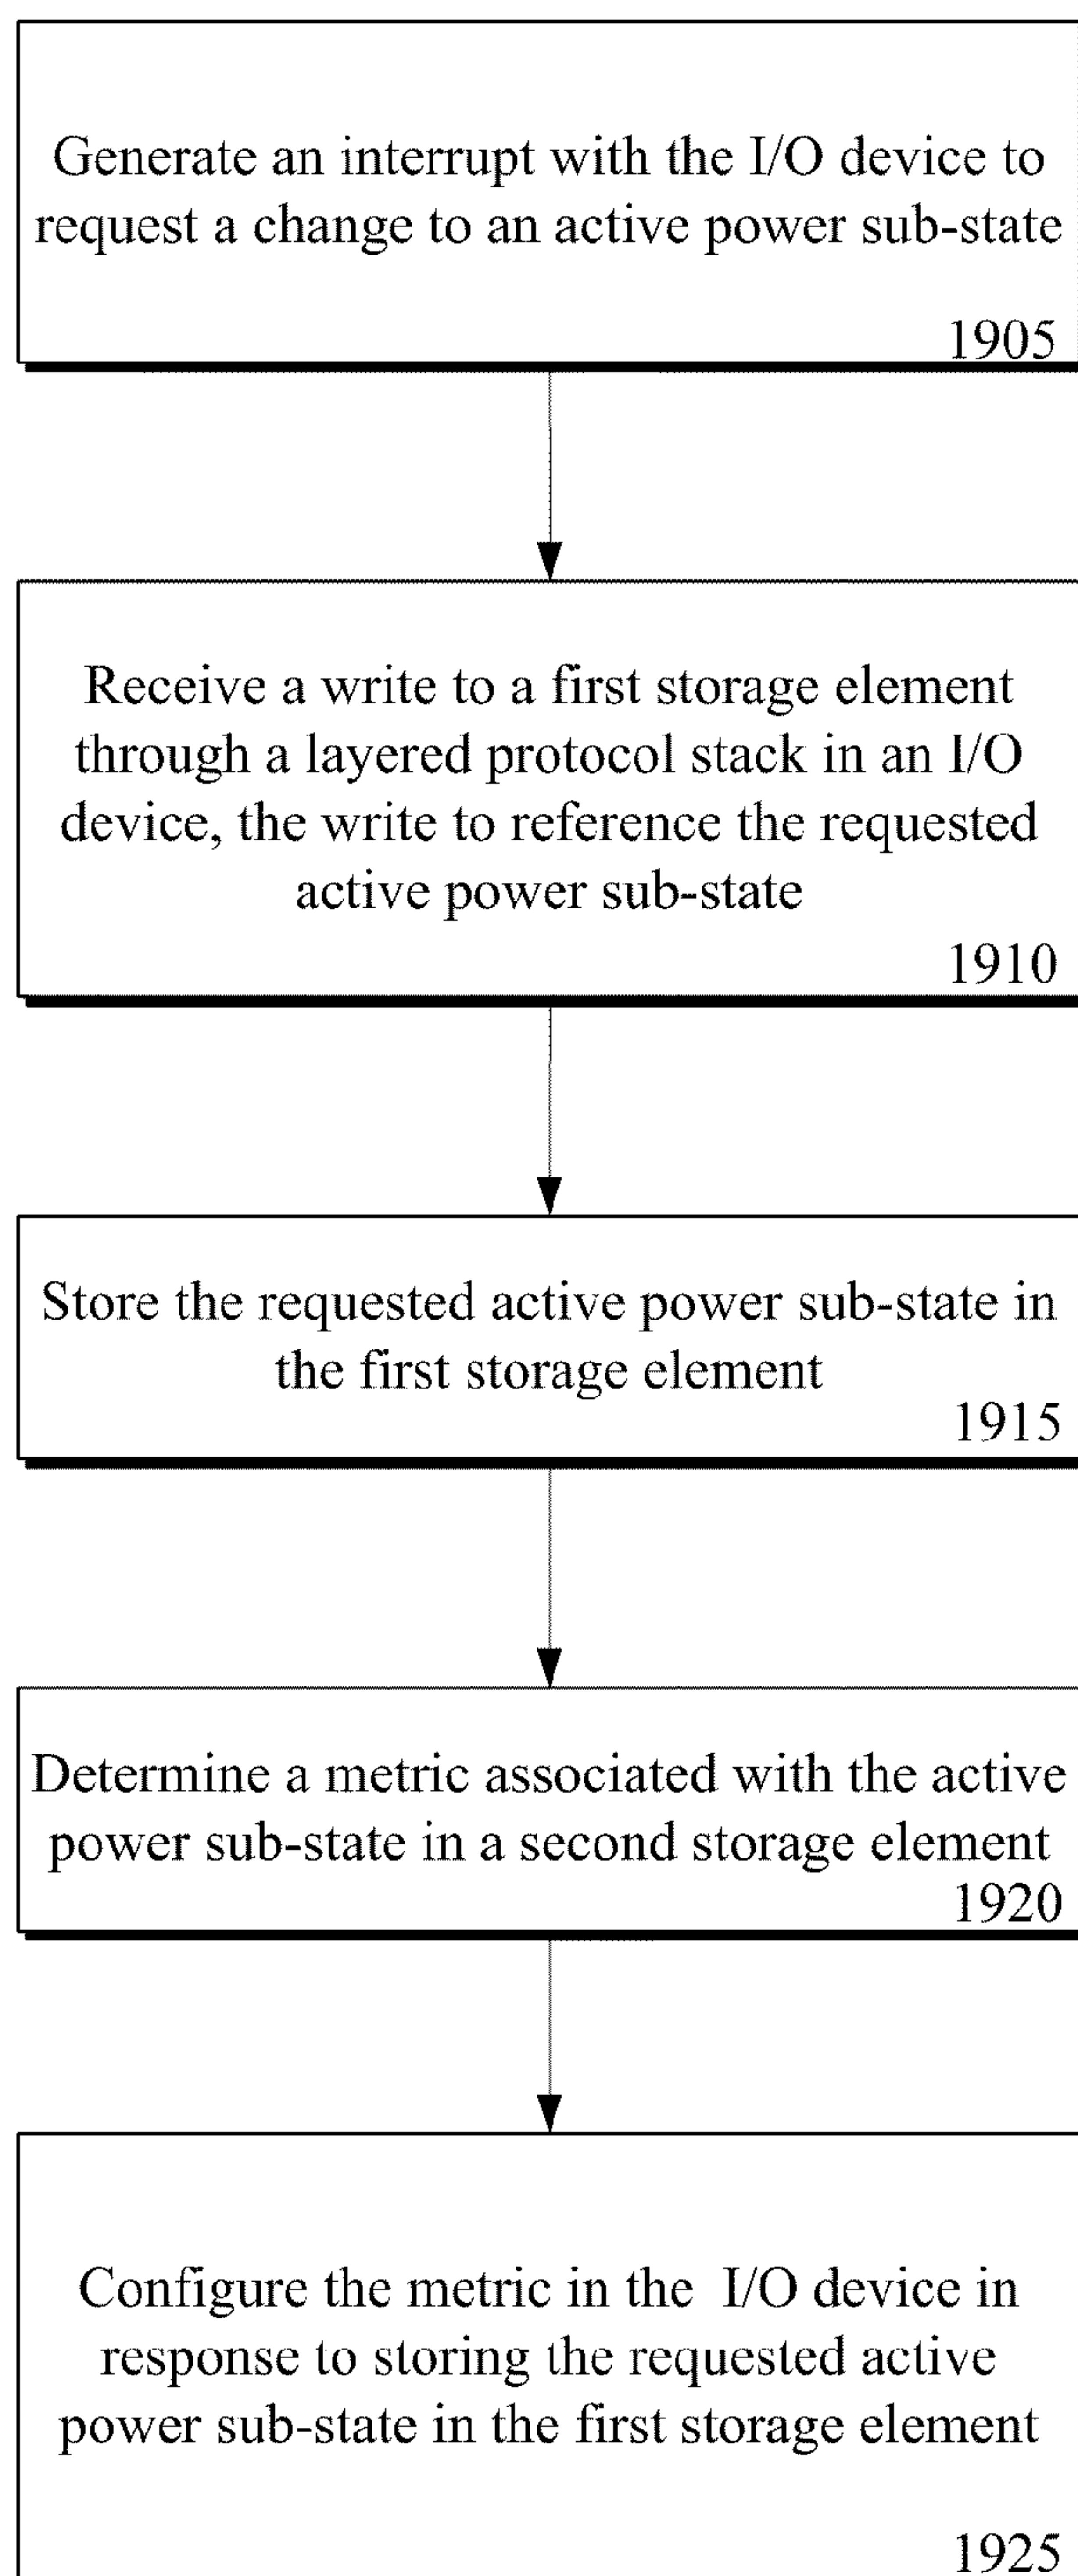 Generate an interrupt with the I/O device to
request a change to an active power sub-state
1905
Receive a write to a first storage element
through a layered protocol stack in an I/O
device, the write to reference the requested
active power sub-state
1910
Store the requested active power sub-state in
the first storage element
1915
Determine a metric associated with the active
power sub-state in a second storage element
1920
Configure the metric in the I/O device in
response to storing the requested active
power sub-state in the first storage element
1925